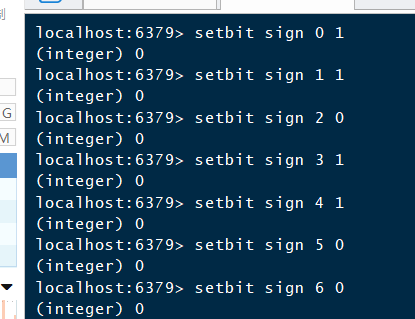 制
G
M
localhost:6379> setbit sign 0 1
(integer) 0
localhost:6379> setbit sign 1 1
(integer) 0
localhost:6379> setbit sign 2 0
(integer) 0
localhost:6379> setbit sign 3 1
(integer) 0
localhost:6379> setbit sign 4 1
(integer) 0
localhost:6379> setbit sign 5 0
(integer) 0
localhost:6379> setbit sign 6 0
(integer) 0